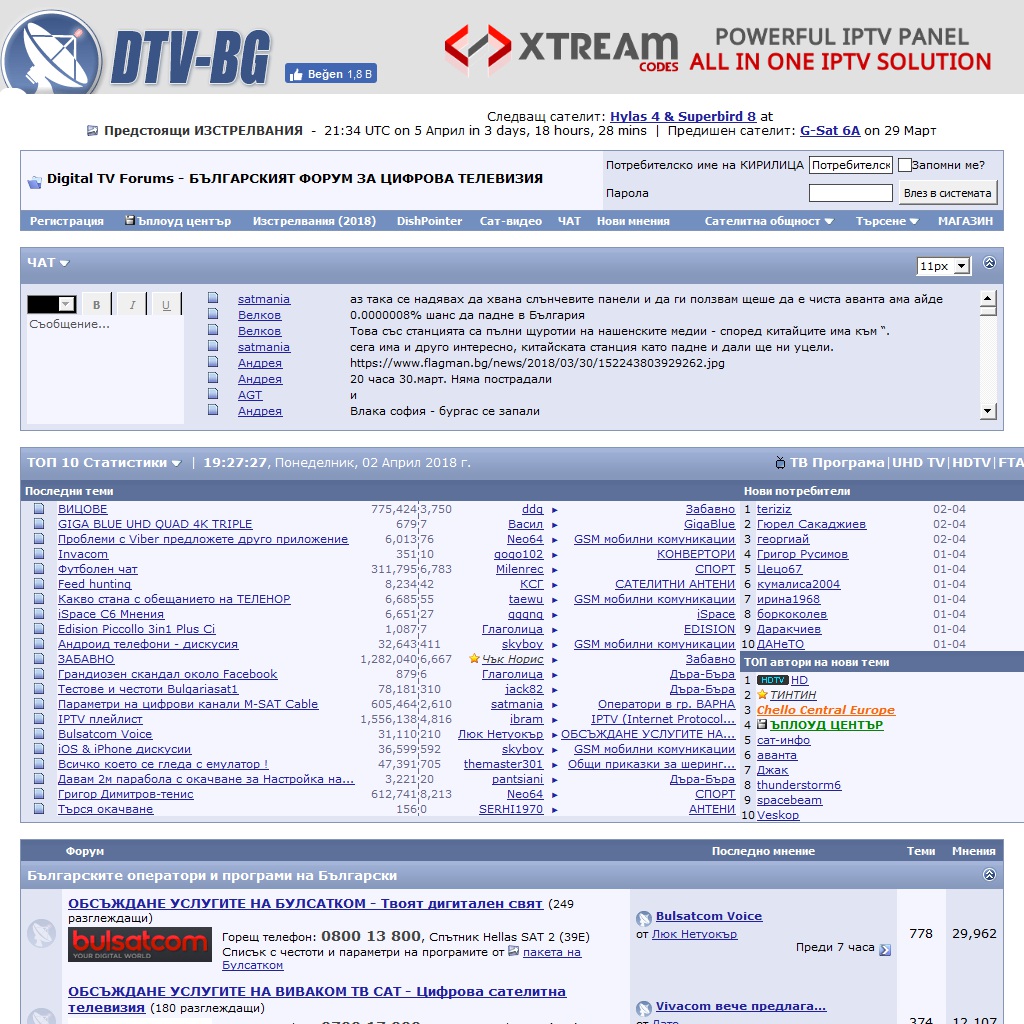 DTV-BG
Beğen 1,8 B
XTREAM CODES
POWERFUL IPTV PANEL
ALL IN ONE IPTV SOLUTION
Следващ сателит: Hylas 4 & Superbird 8 at
Предстоящи ИЗСТРЕЛВАНИЯ - 21:34 UTC on 5 Април in 3 days, 18 hours, 28 mins | Предишен сателит: G-Sat 6A on 29 Март
Digital TV Forums - БЪЛГАРСКИЯТ ФОРУМ ЗА ЦИФРОВА ТЕЛЕВИЗИЯ
Потребителско име на КИРИЛИЦА Потребителск Запомни ме?
Парола Влез в системата
Регистрация Ъплоуд център Изстрелвания (2018) DishPointer Сат-видео ЧАТ Нови мнения Сателитна общност Търсене МАГАЗИН
ЧАТ 11px
B I U
Съобщение...
satmania аз така се надявах да хвана слънчевите панели и да ги ползвам щеше да е чиста аванта ама айде
Велков 0.0000008% шанс да падне в България
Велков Това със станцията са пълни щуротии на нашенските медии - според китайците има към “.
satmania сега има и друго интересно, китайската станция като падне и дали ще ни уцели.
Андрея https://www.flagman.bg/news/2018/03/30/152243803929262.jpg
Андрея 20 часа 30.март. Няма пострадали
AGT и
Андрея Влака софия - бургас се запали
ТОП 10 Статистики | 19:27:27, Понеделник, 02 Април 2018 г. ТВ Програма|UHD TV|HDTV|FTA
Последни теми Нови потребители
ВИЦОВЕ 775,424 3,750 ddg ► Забавно 1 teriziz 02-04
GIGA BLUE UHD QUAD 4K TRIPLE 679 7 Васил ► GigaBlue 2 Гюрел Сакаджиев 02-04
Проблеми с Viber предложете друго приложение 6,013 76 Neo64 ► GSM мобилни комуникации 3 георгиай 02-04
Invacom 351 10 gogo102 ► КОНВЕРТОРИ 4 Григор Русимов 01-04
Футболен чат 311,795 6,783 Milenrec ► СПОРТ 5 Цецо67 01-04
Feed hunting 8,234 42 КСГ ► САТЕЛИТНИ АНТЕНИ 6 кумалиса2004 01-04
Какво стана с обещанието на ТЕЛЕНОР 6,685 55 taewu ► GSM мобилни комуникации 7 ирина1968 01-04
iSpace C6 Мнения 6,651 27 gggng ► iSpace 8 боркоколев 01-04
Edision Piccollo 3in1 Plus Ci 1,087 7 Глаголица ► EDISION 9 Даракчиев 01-04
Андроид телефони - дискусия 32,643 411 skyboy ► GSM мобилни комуникации 10 ДАНеТО 01-04
ЗАБАВНО 1,282,040 6,667 Чък Норис ► Забавно ТОП автори на нови теми
Грандиозен скандал около Facebook 879 6 Глаголица ► Дъра-Бъра 1 HDTV HD
Тестове и честоти Bulgariasat1 78,181 310 jack82 ► Дъра-Бъра 2 ТИНТИН
Параметри на цифрови канали M-SAT Cable 605,464 2,610 satmania ► Оператори в гр. ВАРНА 3 Chello Central Europe
IPTV плейлист 1,556,138 4,816 ibram ► IPTV (Internet Protocol... 4 ЪПЛОУД ЦЕНТЪР
Bulsatcom Voice 31,110 210 Люк Нетуокър ► ОБСЪЖДАНЕ УСЛУГИТЕ НА... 5 сат-инфо
iOS & iPhone дискусии 36,599 592 skyboy ► GSM мобилни комуникации 6 аванта
Всичко което се гледа с емулатор ! 47,391 705 themaster301 ► Общи приказки за шеринг... 7 Джак
Давам 2м парабола с окачване за Настройка на... 3,221 20 pantsiani ► Дъра-Бъра 8 thunderstorm6
Григор Димитров-тенис 612,741 8,213 Neo64 ► СПОРТ 9 spacebeam
Търся окачване 156 0 SERHI1970 ► АНТЕНИ 10 Veskop
Форум Последно мнение Теми Мнения
Българските оператори и програми на Български
ОБСЪЖДАНЕ УСЛУГИТЕ НА БУЛСАТКОМ - Твоят дигитален свят (249 разглеждащи)
bulsatcom
YOUR DIGITAL WORLD
Горещ телефон: 0800 13 800, Спътник Hellas SAT 2 (39E)
Списък с честоти и параметри на програмите от пакета на
Булсатком
Bulsatcom Voice
от Люк Нетуокър
Преди 7 часа
778 29,962
ОБСЪЖДАНЕ УСЛУГИТЕ НА ВИВАКОМ ТВ САТ - Цифрова сателитна
телевизия (180 разглеждащи)
Vivacom вече предлага...
374 12,107